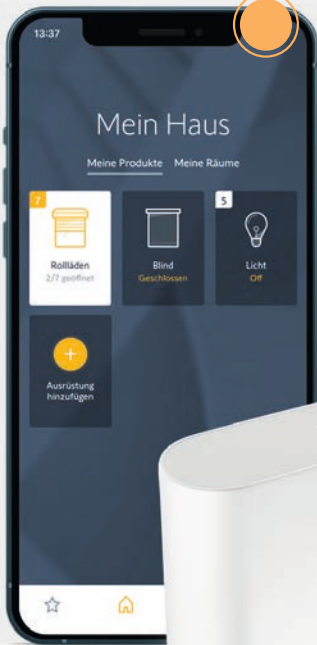 13:37
Mein Haus
Meine Produkte Meine Räume
7
Rollläden
2/7 geöffnet
Blind
Geschlossen
5
Licht
Off
Ausrüstung
hinzufügen